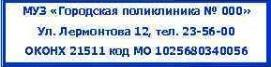 МУЗ «Городская поликлиника № 000»
Ул. Лермонтова 12, тел. 23-56-00
ОКОНХ 21511 код МО 1025680340056